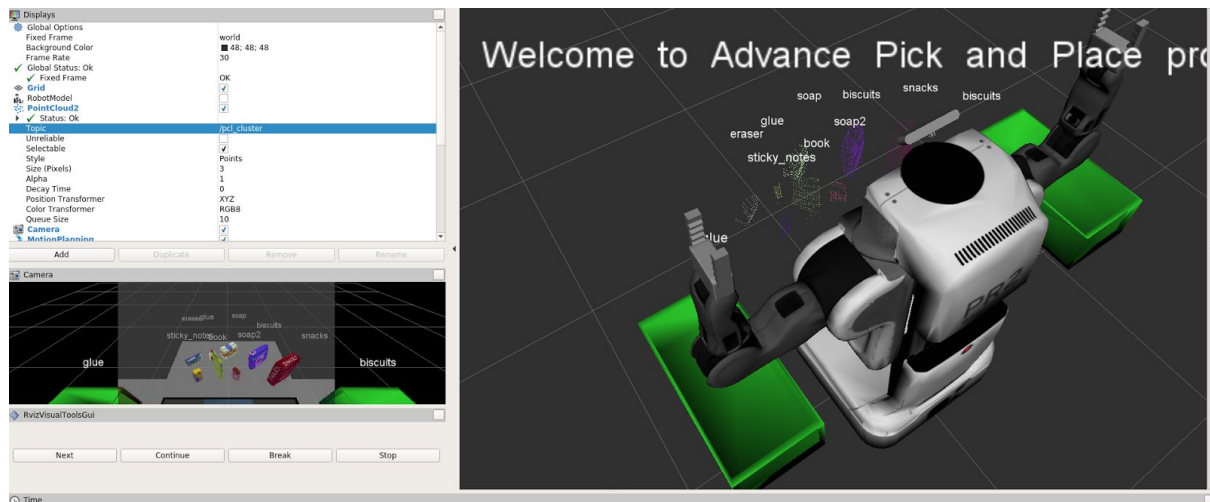 Displays
Global Options
Fixed Frame world
Background Color 48; 48; 48
Frame Rate 30
Global Status: Ok
Fixed Frame OK
Grid
RobotModel
PointCloud2
Status: Ok
Topic /pcl_cluster
Unreliable
Selectable
Style Points
Size (Pixels) 3
Alpha 1
Decay Time 0
Position Transformer XYZ
Color Transformer RGB8
Queue Size 10
Camera
MotionPlanning
Add Duplicate Remove Rename
Camera
eraser glue soap
biscuits
sticky_notes book soap2 snacks
glue biscuits
RvizVisualToolsGui
Next Continue Break Stop
Time
Welcome to Advance Pick and Place pro
soap biscuits snacks biscuits
glue soap2
eraser
book
sticky_notes
glue
PR2